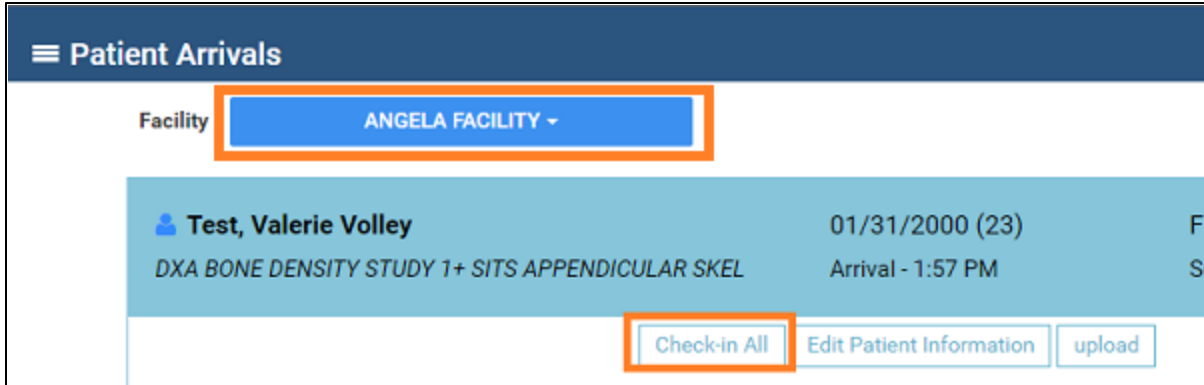 Patient Arrivals
Facility ANGELA FACILITY
Test, Valerie Volley 01/31/2000 (23) F
DXA BONE DENSITY STUDY 1+ SITS APPENDICULAR SKEL Arrival - 1:57 PM S
Check-in All Edit Patient Information upload